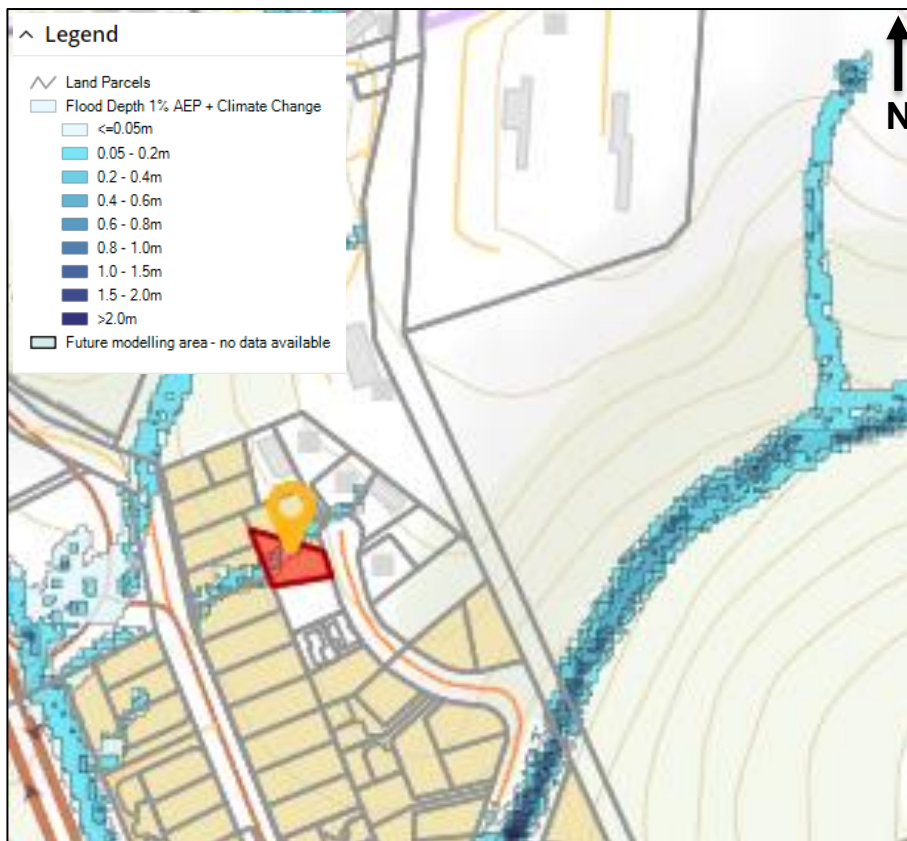 Legend
Land Parcels
Flood Depth 1% AEP + Climate Change
<=0.05m
0.05 - 0.2m
0.2 - 0.4m
0.4 - 0.6m
0.6 - 0.8m
0.8 - 1.0m
1.0 - 1.5m
1.5 - 2.0m
>2.0m
Future modelling area - no data available
N